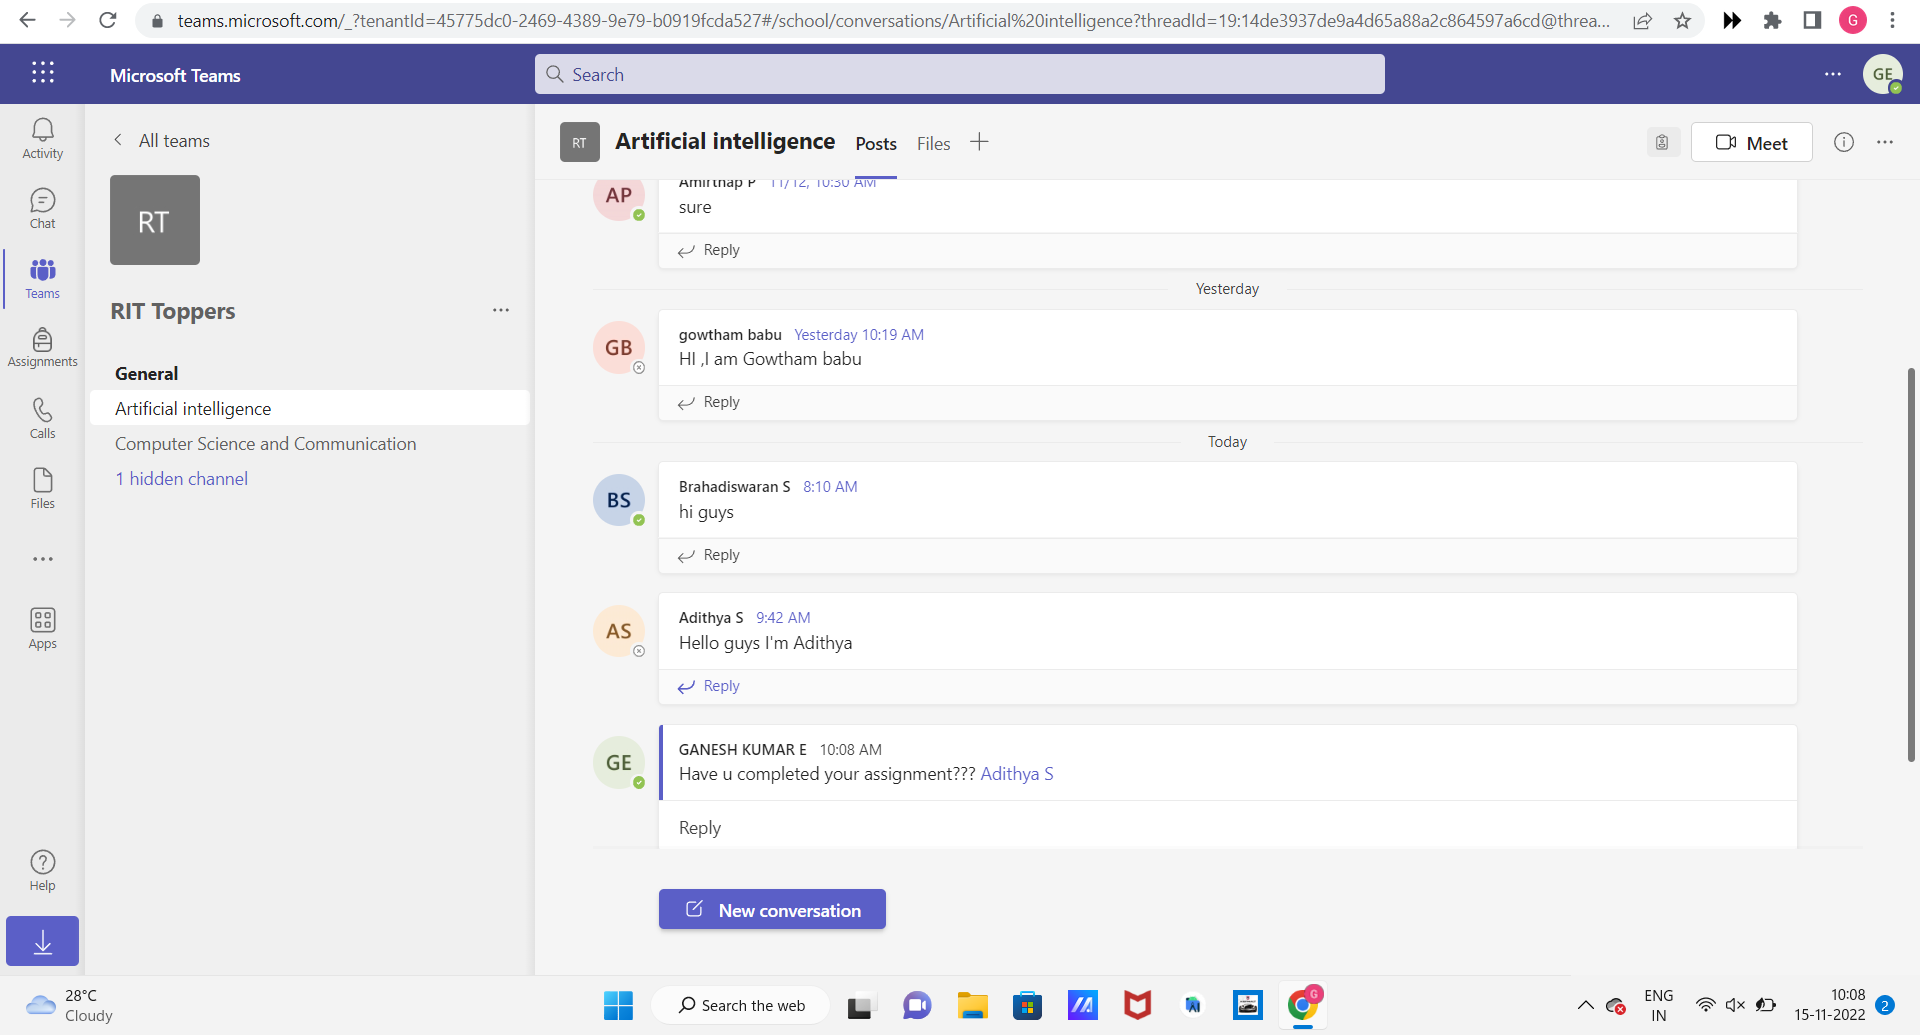 teams.microsoft.com/_?tenantId=45775dc0-2469-4389-9e79-b0919fcda527#/school/conversations/Artificial%20intelligence?threadId=19:14de3937de9a4d65a88a2c864597a6cd@threa...
G
Microsoft Teams
Search
GE
Activity
Chat
Teams
Assignments
Calls
Files
Apps
Help
All teams
RT
RIT Toppers
General
Artificial intelligence
Computer Science and Communication
1 hidden channel
RT
Artificial intelligence
Posts
Files
Meet
AP
Amirthap P 11/12, 10:30 AM
sure
Reply
Yesterday
GB
gowtham babu Yesterday 10:19 AM
HI ,I am Gowtham babu
Reply
Today
BS
Brahadiswaran S 8:10 AM
hi guys
Reply
AS
Adithya S 9:42 AM
Hello guys I'm Adithya
Reply
GE
GANESH KUMAR E 10:08 AM
Have u completed your assignment??? Adithya S
Reply
New conversation
28°C
Cloudy
Search the web
G
ENG
IN
10:08
15-11-2022
2